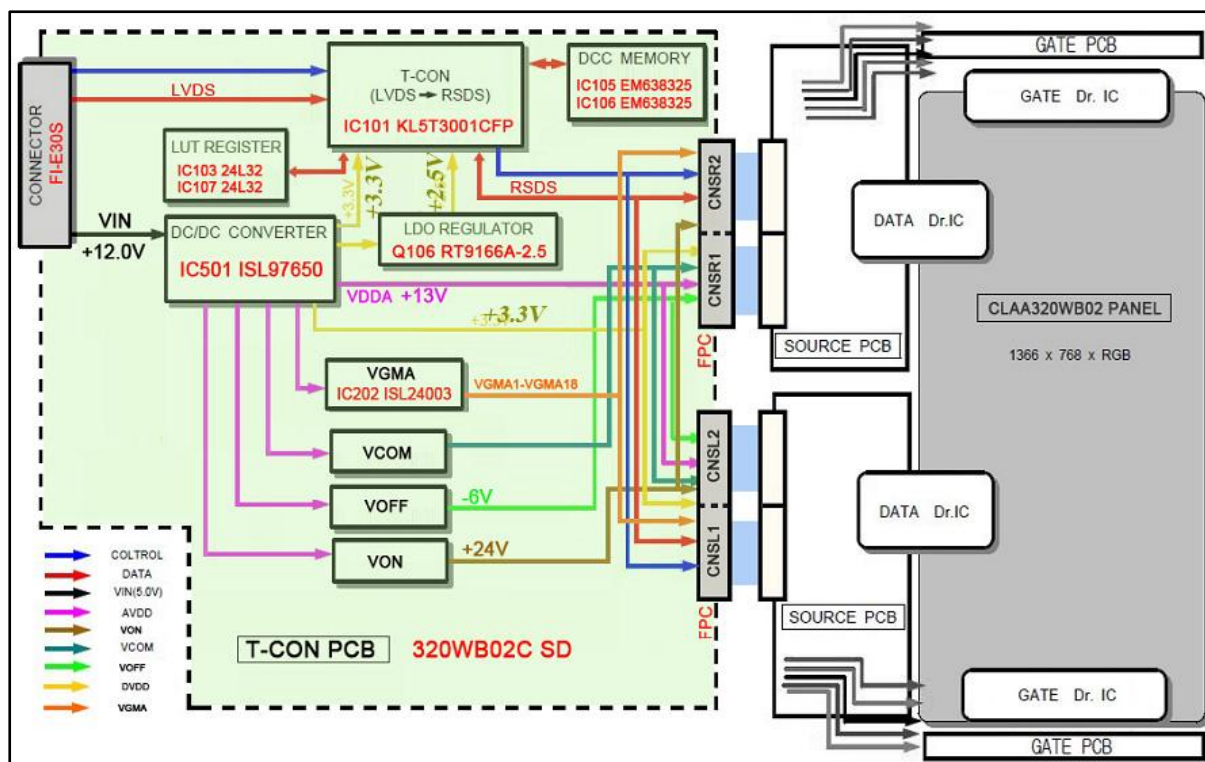 GATE PCB
GATE Dr. IC
T-CON
(LVDS → RSDS)
IC101 KL5T3001CFP
DCC MEMORY
IC105 EM638325
IC106 EM638325
CONNECTOR
FI-E30S
LVDS
LUT REGISTER
IC103 24L32
IC107 24L32
+3.3V
+3.3V
+2.5V
RSDS
CNSR2
DATA Dr.IC
VIN
+12.0V
DC/DC CONVERTER
IC501 ISL97650
LDO REGULATOR
Q106 RT9166A-2.5
CNSR1
VDDA +13V
+3.3V
+3.3V
FPC
SOURCE PCB
CLAA320WB02 PANEL
1366 x 768 x RGB
VGMA
IC202 ISL24003
VGMA1-VGMA18
VCOM
CNSL2
VOFF
-6V
DATA Dr.IC
VON
+24V
CNSL1
FPC
SOURCE PCB
COLTROL
DATA
VIN(5.0V)
AVDD
VON
VCOM
VOFF
DVDD
VGMA
T-CON PCB
320WB02C SD
GATE Dr. IC
GATE PCB